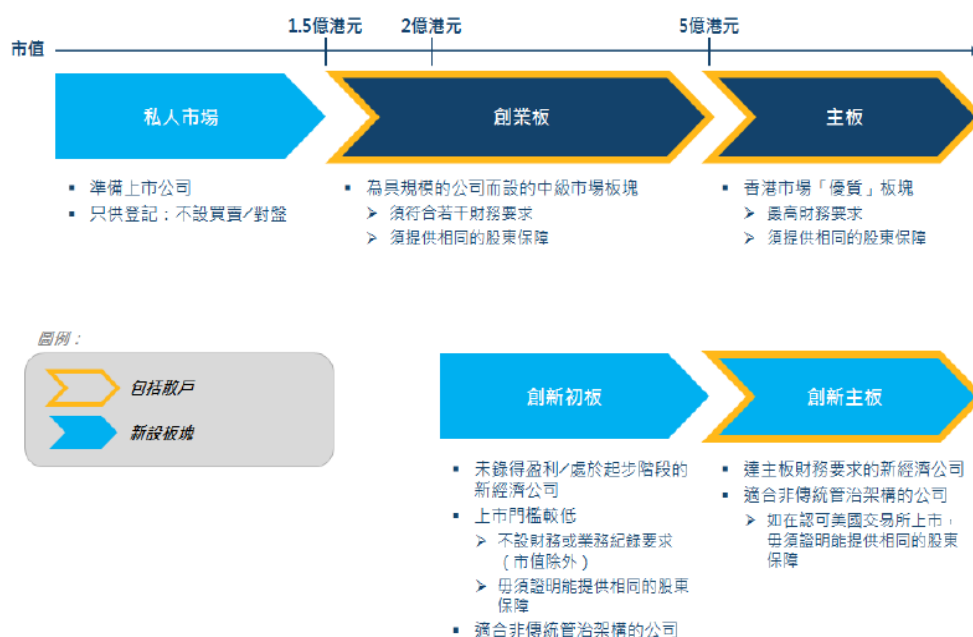 1.5億港元
2億港元
5億港元
市值
私人市場
創業板
主板
▪ 準備上市公司
▪ 只供登記；不設買賣/對盤
▪ 為具規模的公司而設的中級市場板塊
➢ 須符合若干財務要求
➢ 須提供相同的股東保障
▪ 香港市場「優質」板塊
➢ 最高財務要求
➢ 須提供相同的股東保障
圖例：
包括散戶
新設板塊
創新初板
創新主板
▪ 未錄得盈利/處於起步階段的
新經濟公司
▪ 上市門檻較低
➢ 不設財務或業務紀錄要求
（市值除外）
➢ 毋須證明能提供相同的股東
保障
▪ 適合非傳統管治架構的公司
▪ 達主板財務要求的新經濟公司
▪ 適合非傳統管治架構的公司
➢ 如在認可美國交易所上市，
毋須證明能提供相同的股東
保障